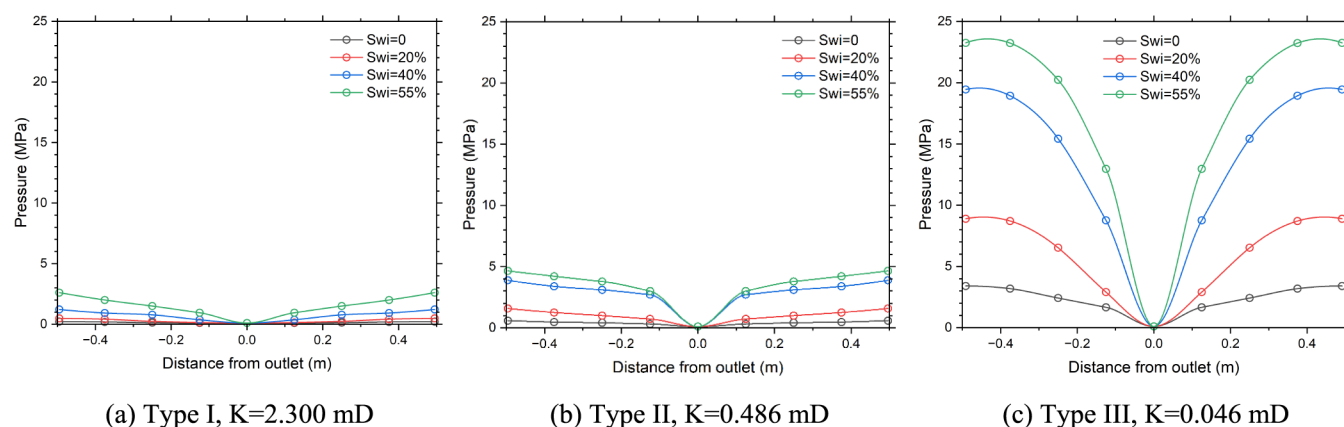 25
20
15
10
5
0
Pressure (MPa)
Swi=0
Swi=20%
Swi=40%
Swi=55%
−0.4 −0.2 0.0 0.2 0.4
Distance from outlet (m)
(a) Type I, K=2.300 mD
25
20
15
10
5
0
Pressure (MPa)
Swi=0
Swi=20%
Swi=40%
Swi=55%
−0.4 −0.2 0.0 0.2 0.4
Distance from outlet (m)
(b) Type II, K=0.486 mD
25
20
15
10
5
0
Pressure (MPa)
Swi=0
Swi=20%
Swi=40%
Swi=55%
−0.4 −0.2 0.0 0.2 0.4
Distance from outlet (m)
(c) Type III, K=0.046 mD